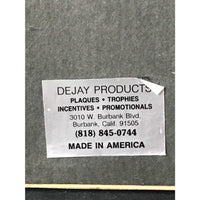 DEJAY PRODUCTS
PLAQUES • TROPHIES
INCENTIVES • PROMOTIONALS
3010 W. Burbank Blvd.
Burbank, Calif. 91505
(818) 845-0744
MADE IN AMERICA